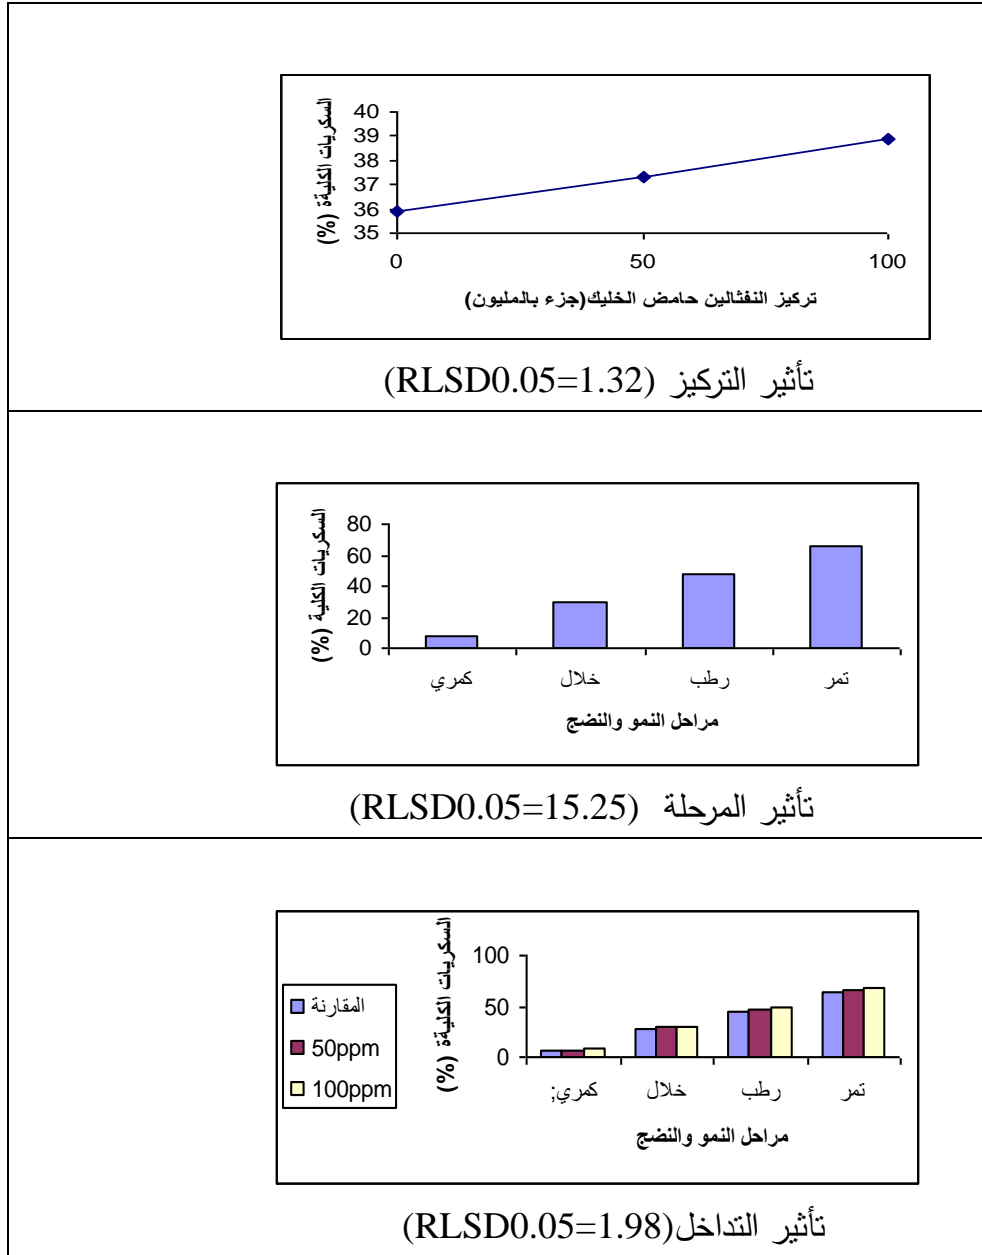 السكريات الكليةة (%)
40
39
38
37
36
35
0 50 100
تركيز النفثالين حامض الخليك(جزء بالمليون)
تأثير التركيز (RLSD0.05=1.32)
السكريات الكلية (%)
80
60
40
20
0
كمري خلال رطب تمر
مراحل النمو والنضج
تأثير المرحلة (RLSD0.05=15.25)
السكريات الكليةة (%)
100
50
0
كمري; خلال رطب تمر
مراحل النمو والنضج
المقارنة
50ppm
100ppm
تأثير التداخل(RLSD0.05=1.98)